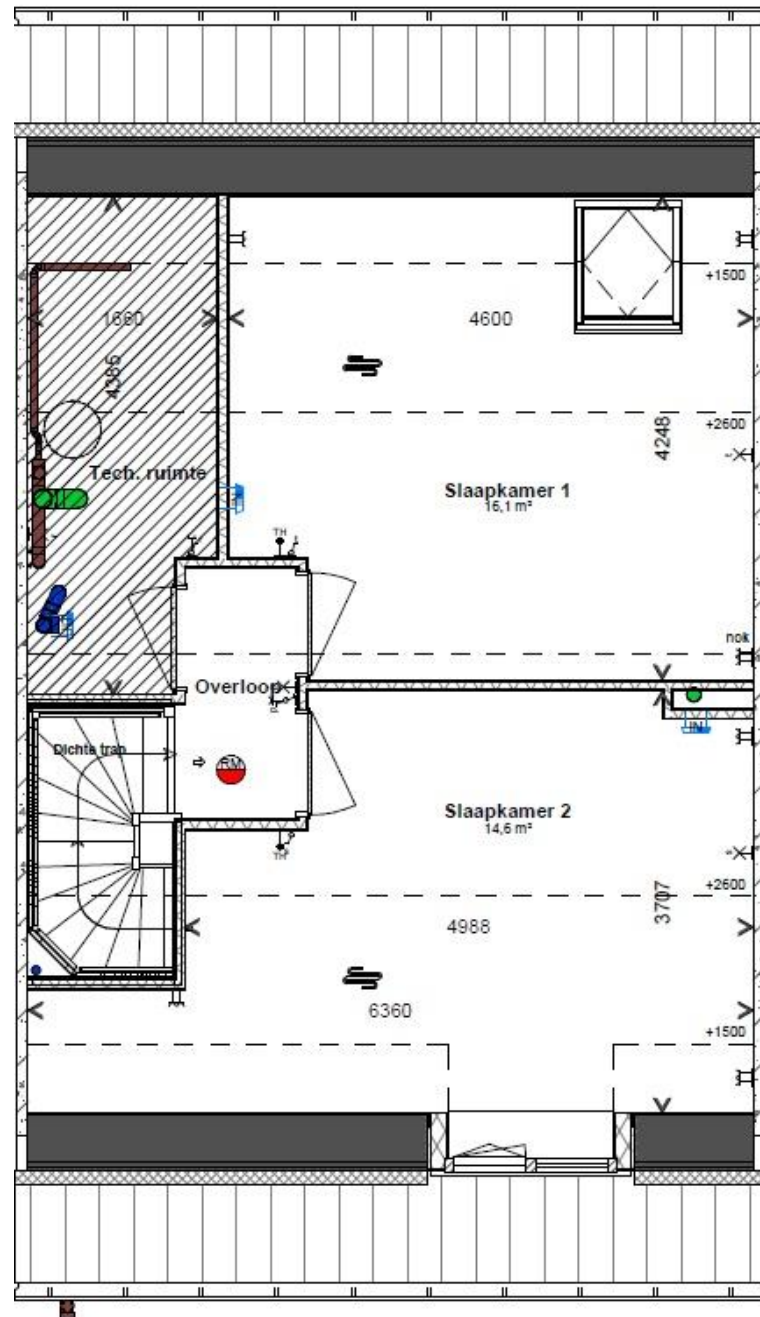 +1500
1660
4600
4385
+2600
4248
Tech. ruimte
Slaapkamer 1
16,1 m²
TH
nok
Overloop
Dichte trap
RM
Slaapkamer 2
14,6 m²
TH
+2600
3707
4988
6360
+1500